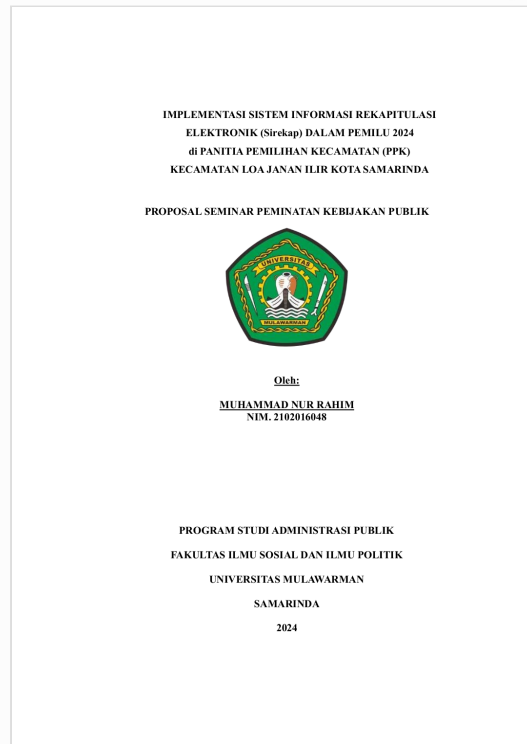 IMPLEMENTASI SISTEM INFORMASI REKAPITULASI
ELEKTRONIK (Sirekap) DALAM PEMILU 2024
di PANITIA PEMILIHAN KECAMATAN (PPK)
KECAMATAN LOA JANAN ILIR KOTA SAMARINDA
PROPOSAL SEMINAR PEMINATAN KEBIJAKAN PUBLIK
UNIVERSITAS
MULAWARMAN
Oleh:
MUHAMMAD NUR RAHIM
NIM. 2102016048
PROGRAM STUDI ADMINISTRASI PUBLIK
FAKULTAS ILMU SOSIAL DAN ILMU POLITIK
UNIVERSITAS MULAWARMAN
SAMARINDA
2024